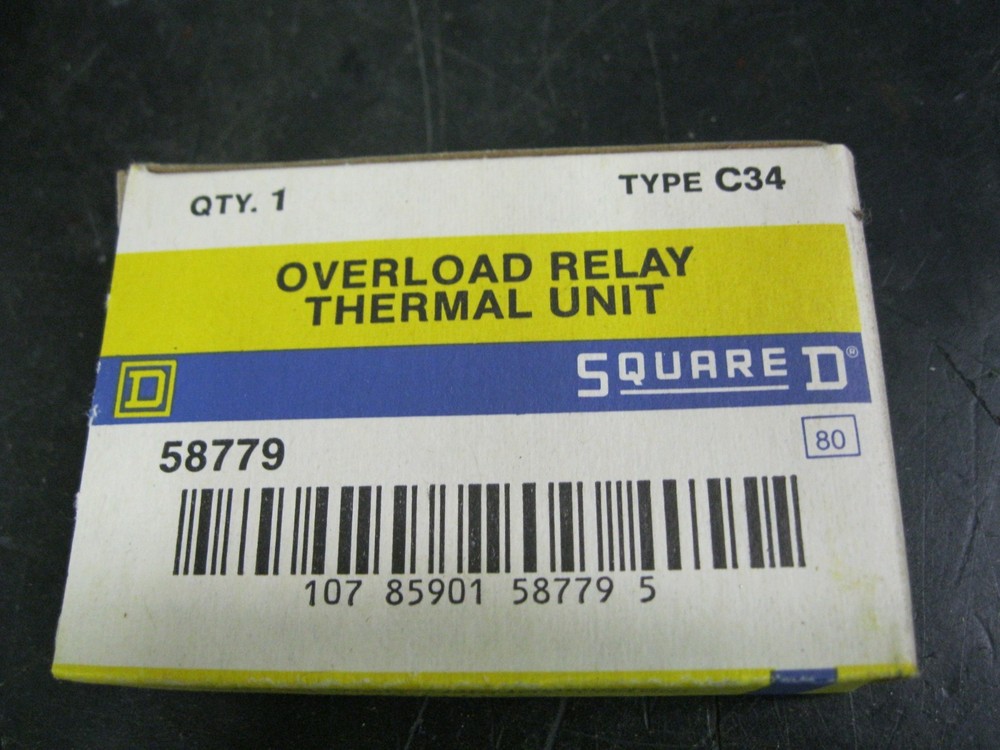 QTY. 1
TYPE C34
OVERLOAD RELAY
THERMAL UNIT
D
SQUARE D®
58779
80
107 85901 58779 5